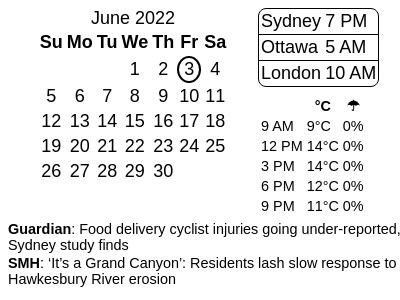 June 2022
Su Mo Tu We Th Fr Sa
1 2 3 4
5 6 7 8 9 10 11
12 13 14 15 16 17 18
19 20 21 22 23 24 25
26 27 28 29 30
Sydney 7 PM
Ottawa 5 AM
London 10 AM
°C ☂
9 AM 9°C 0%
12 PM 14°C 0%
3 PM 14°C 0%
6 PM 12°C 0%
9 PM 11°C 0%
Guardian: Food delivery cyclist injuries going under-reported,
Sydney study finds
SMH: ‘It’s a Grand Canyon’: Residents lash slow response to
Hawkesbury River erosion